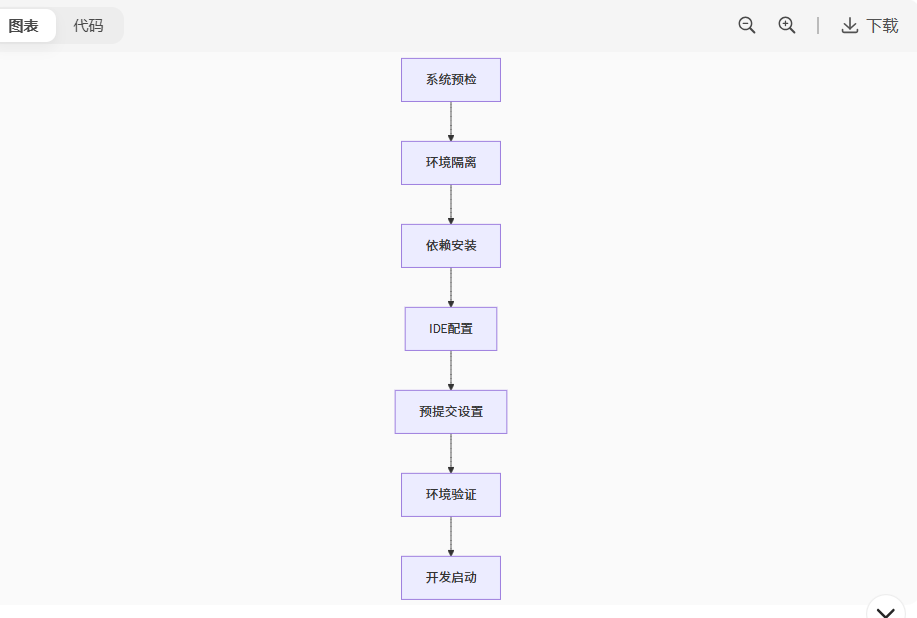 图表
代码
下载
系统预检
环境隔离
依赖安装
IDE配置
预提交设置
环境验证
开发启动